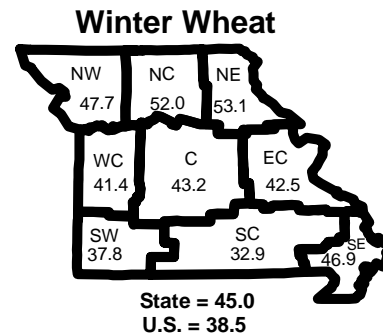 Winter Wheat
NW NC NE
47.7 52.0 53.1
WC C EC
41.4 43.2 42.5
SW SC SE
37.8 32.9 46.9
State = 45.0
U.S. = 38.5